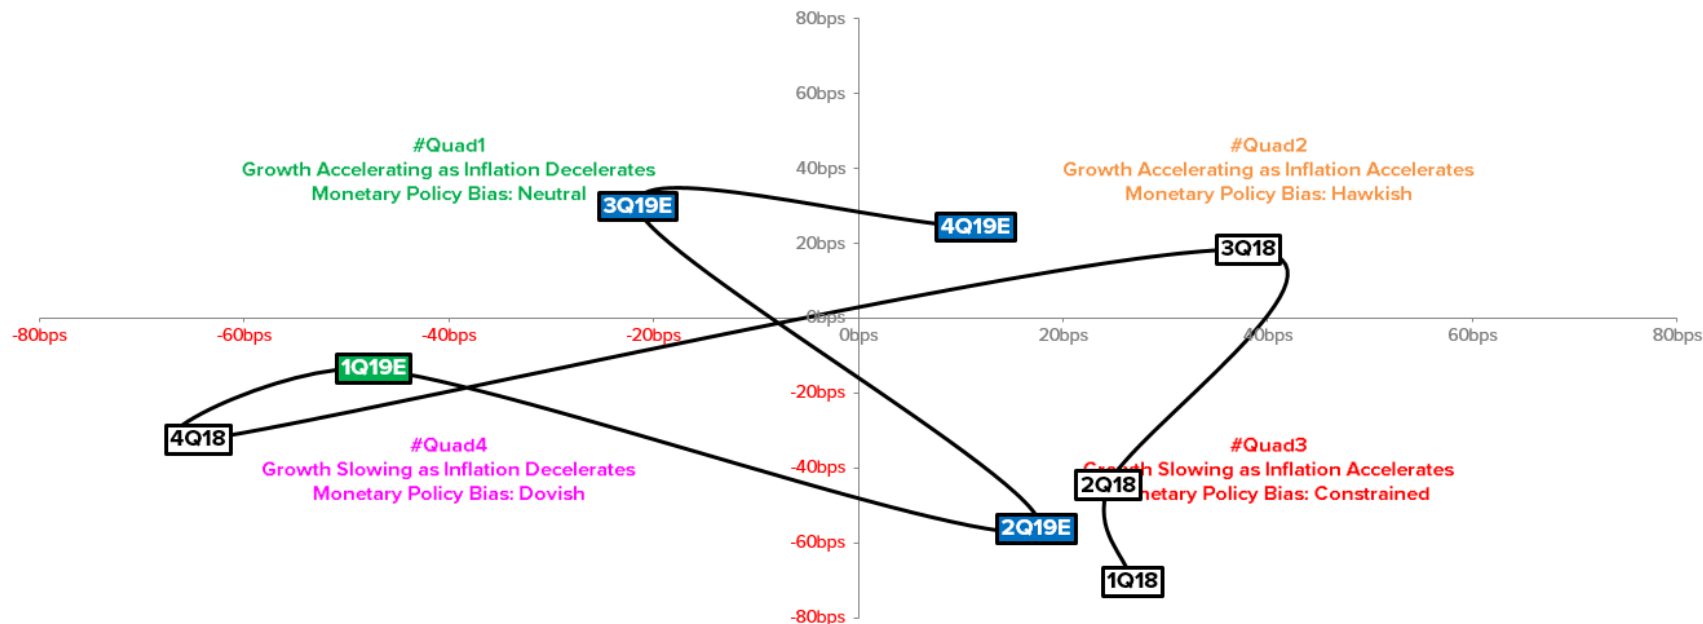 80bps
60bps
#Quad1
Growth Accelerating as Inflation Decelerates
Monetary Policy Bias: Neutral
40bps
#Quad2
Growth Accelerating as Inflation Accelerates
Monetary Policy Bias: Hawkish
3Q19E
4Q19E
20bps
3Q18
0bps
-80bps
-60bps
-40bps
-20bps
0bps
20bps
40bps
60bps
80bps
1Q19E
-20bps
4Q18
#Quad4
Growth Slowing as Inflation Decelerates
Monetary Policy Bias: Dovish
-40bps
#Quad3
Growth Slowing as Inflation Accelerates
2Q18
Policy Bias: Constrained
2Q19E
-60bps
1Q18
-80bps